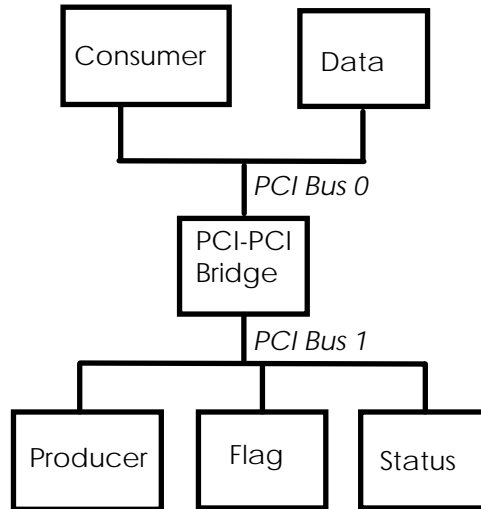 Consumer
Data
PCI Bus 0
PCI-PCI
Bridge
PCI Bus 1
Producer
Flag
Status